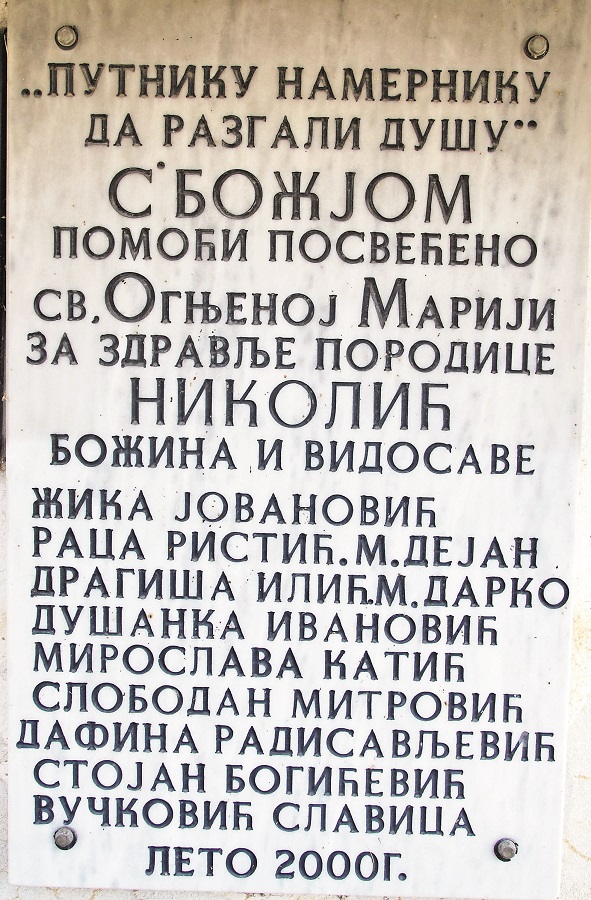 „ПУТНИКУ НАМЕРНИКУ
ДА РАЗГАЛИ ДУШУ“
С БОЖЈОМ
ПОМОЋИ ПОСВЕЋЕНО
СВ. ОГЊЕНОЈ МАРИЈИ
ЗА ЗДРАВЉЕ ПОРОДИЦЕ
НИКОЛИЋ
БОЖИНА И ВИДОСАВЕ
ЖИКА ЈОВАНОВИЋ
РАЦА РИСТИЋ. М. ДЕЈАН
ДРАГИША ИЛИЋ.М. ДАРКО
ДУШАНКА ИВАНОВИЋ
МИРОСЛАВА КАТИЋ
СЛОБОДАН МИТРОВИЋ
ДАФИНА РАДИСАВЉЕВИЋ
СТОЈАН БОГИЋЕВИЋ
ВУЧКОВИЋ СЛАВИЦА
ЛЕТО 2000Г.